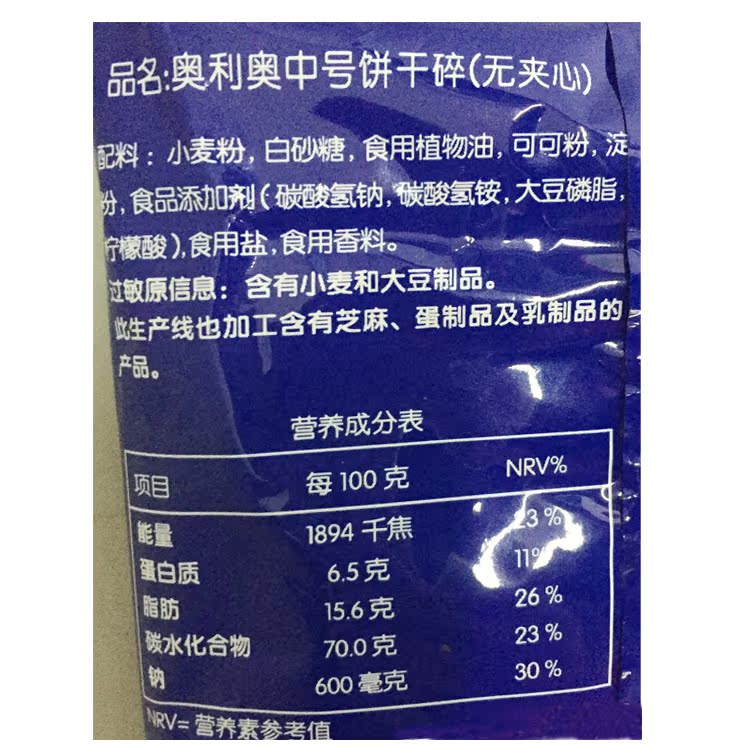 品名:奥利奥中号饼干碎(无夹心)
配料：小麦粉，白砂糖，食用植物油，可可粉，淀
粉，食品添加剂(碳酸氢钠，碳酸氢铵，大豆磷脂，
柠檬酸)，食用盐，食用香料。
过敏原信息：含有小麦和大豆制品。
此生产线也加工含有芝麻、蛋制品及乳制品的
产品。
营养成分表
项目 每100克 NRV%
能量 1894千焦 23%
蛋白质 6.5克 11%
脂肪 15.6克 26%
碳水化合物 70.0克 23%
钠 600毫克 30%
NRV=营养素参考值